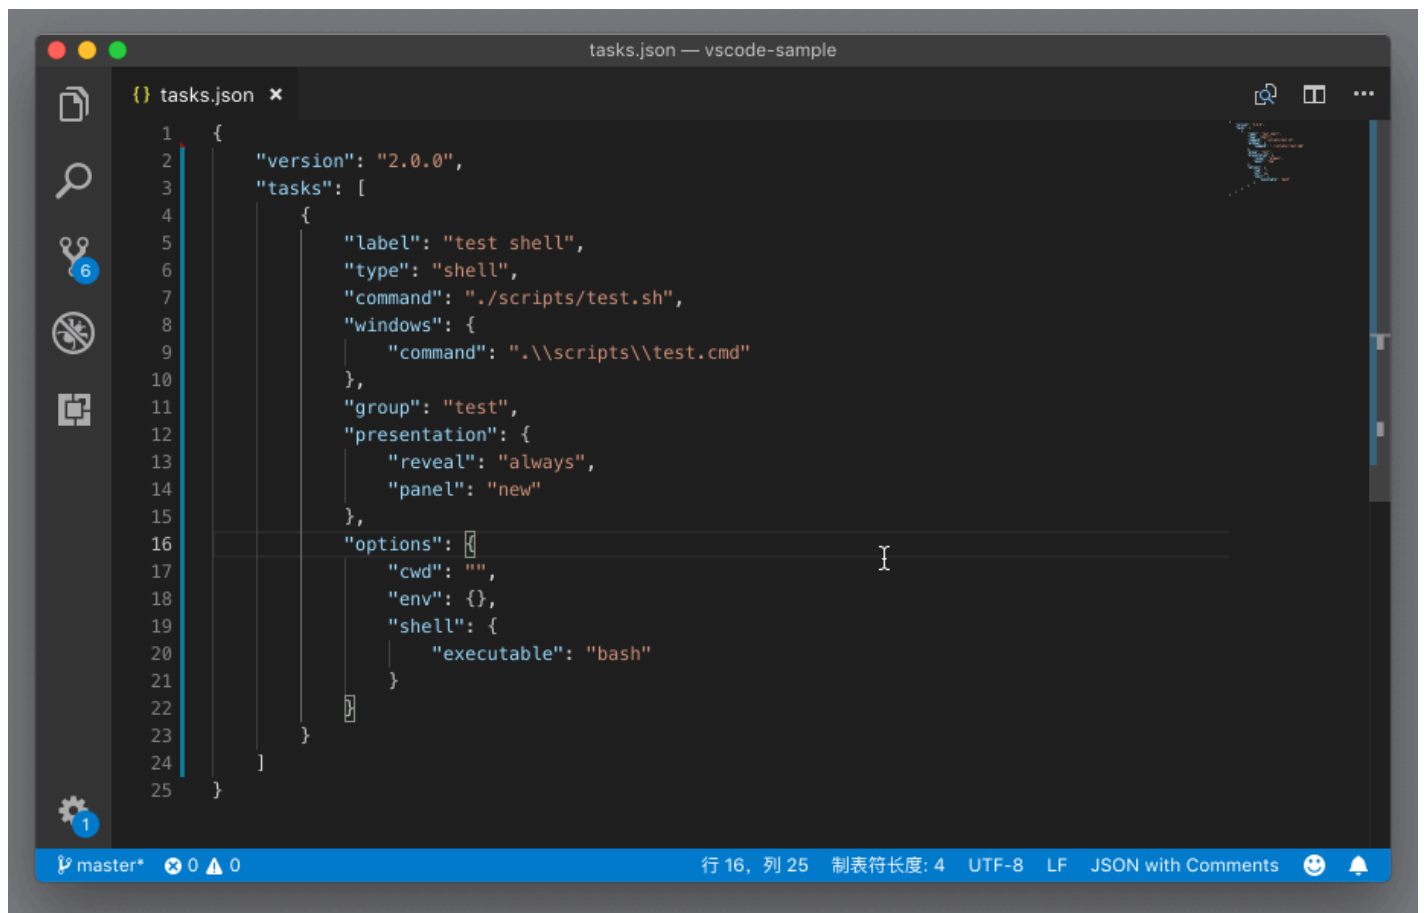 tasks.json — vscode-sample
{} tasks.json ×
1 {
2     "version": "2.0.0",
3     "tasks": [
4         {
5             "label": "test shell",
6             "type": "shell",
7             "command": "./scripts/test.sh",
8             "windows": {
9                 "command": ".\\scripts\\test.cmd"
10             },
11             "group": "test",
12             "presentation": {
13                 "reveal": "always",
14                 "panel": "new"
15             },
16             "options": {
17                 "cwd": "",
18                 "env": {},
19                 "shell": {
20                     "executable": "bash"
21                 }
22             }
23         }
24     ]
25 }
6
1
master* 0 0 行 16，列 25 制表符长度: 4 UTF-8 LF JSON with Comments